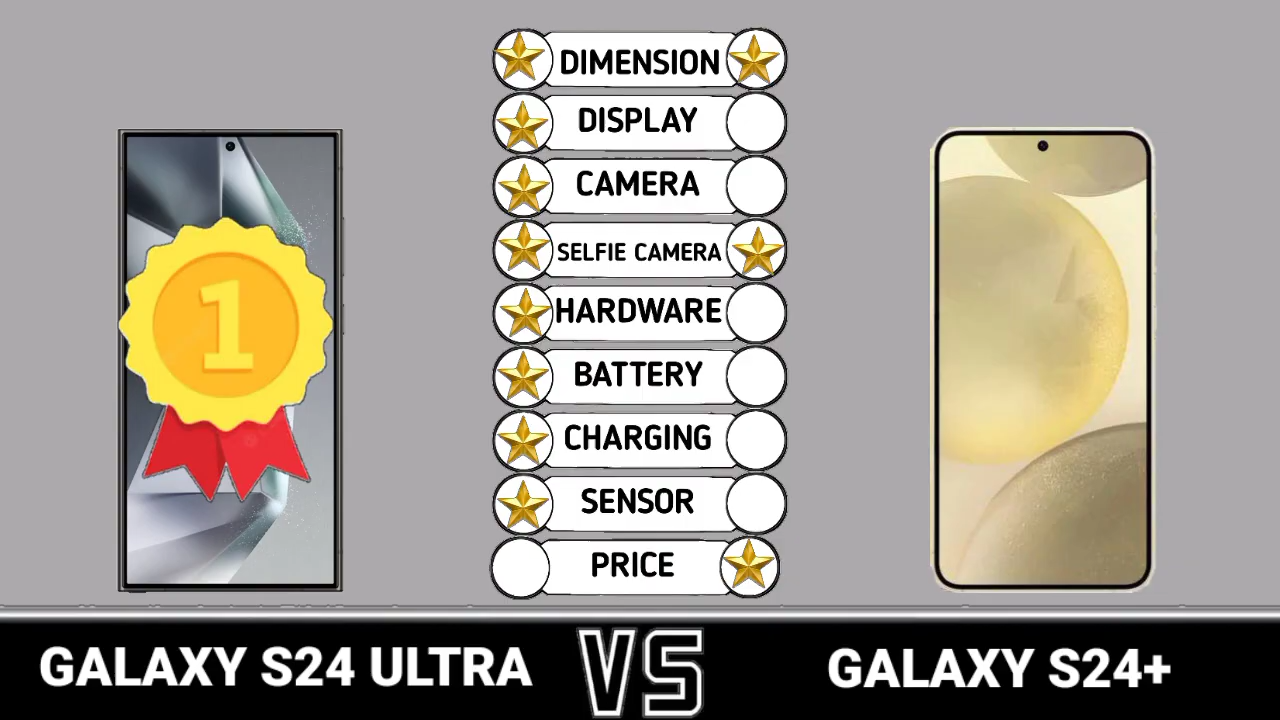 DIMENSION
DISPLAY
CAMERA
SELFIE CAMERA
HARDWARE
BATTERY
CHARGING
SENSOR
PRICE
1
GALAXY S24 ULTRA VS GALAXY S24+